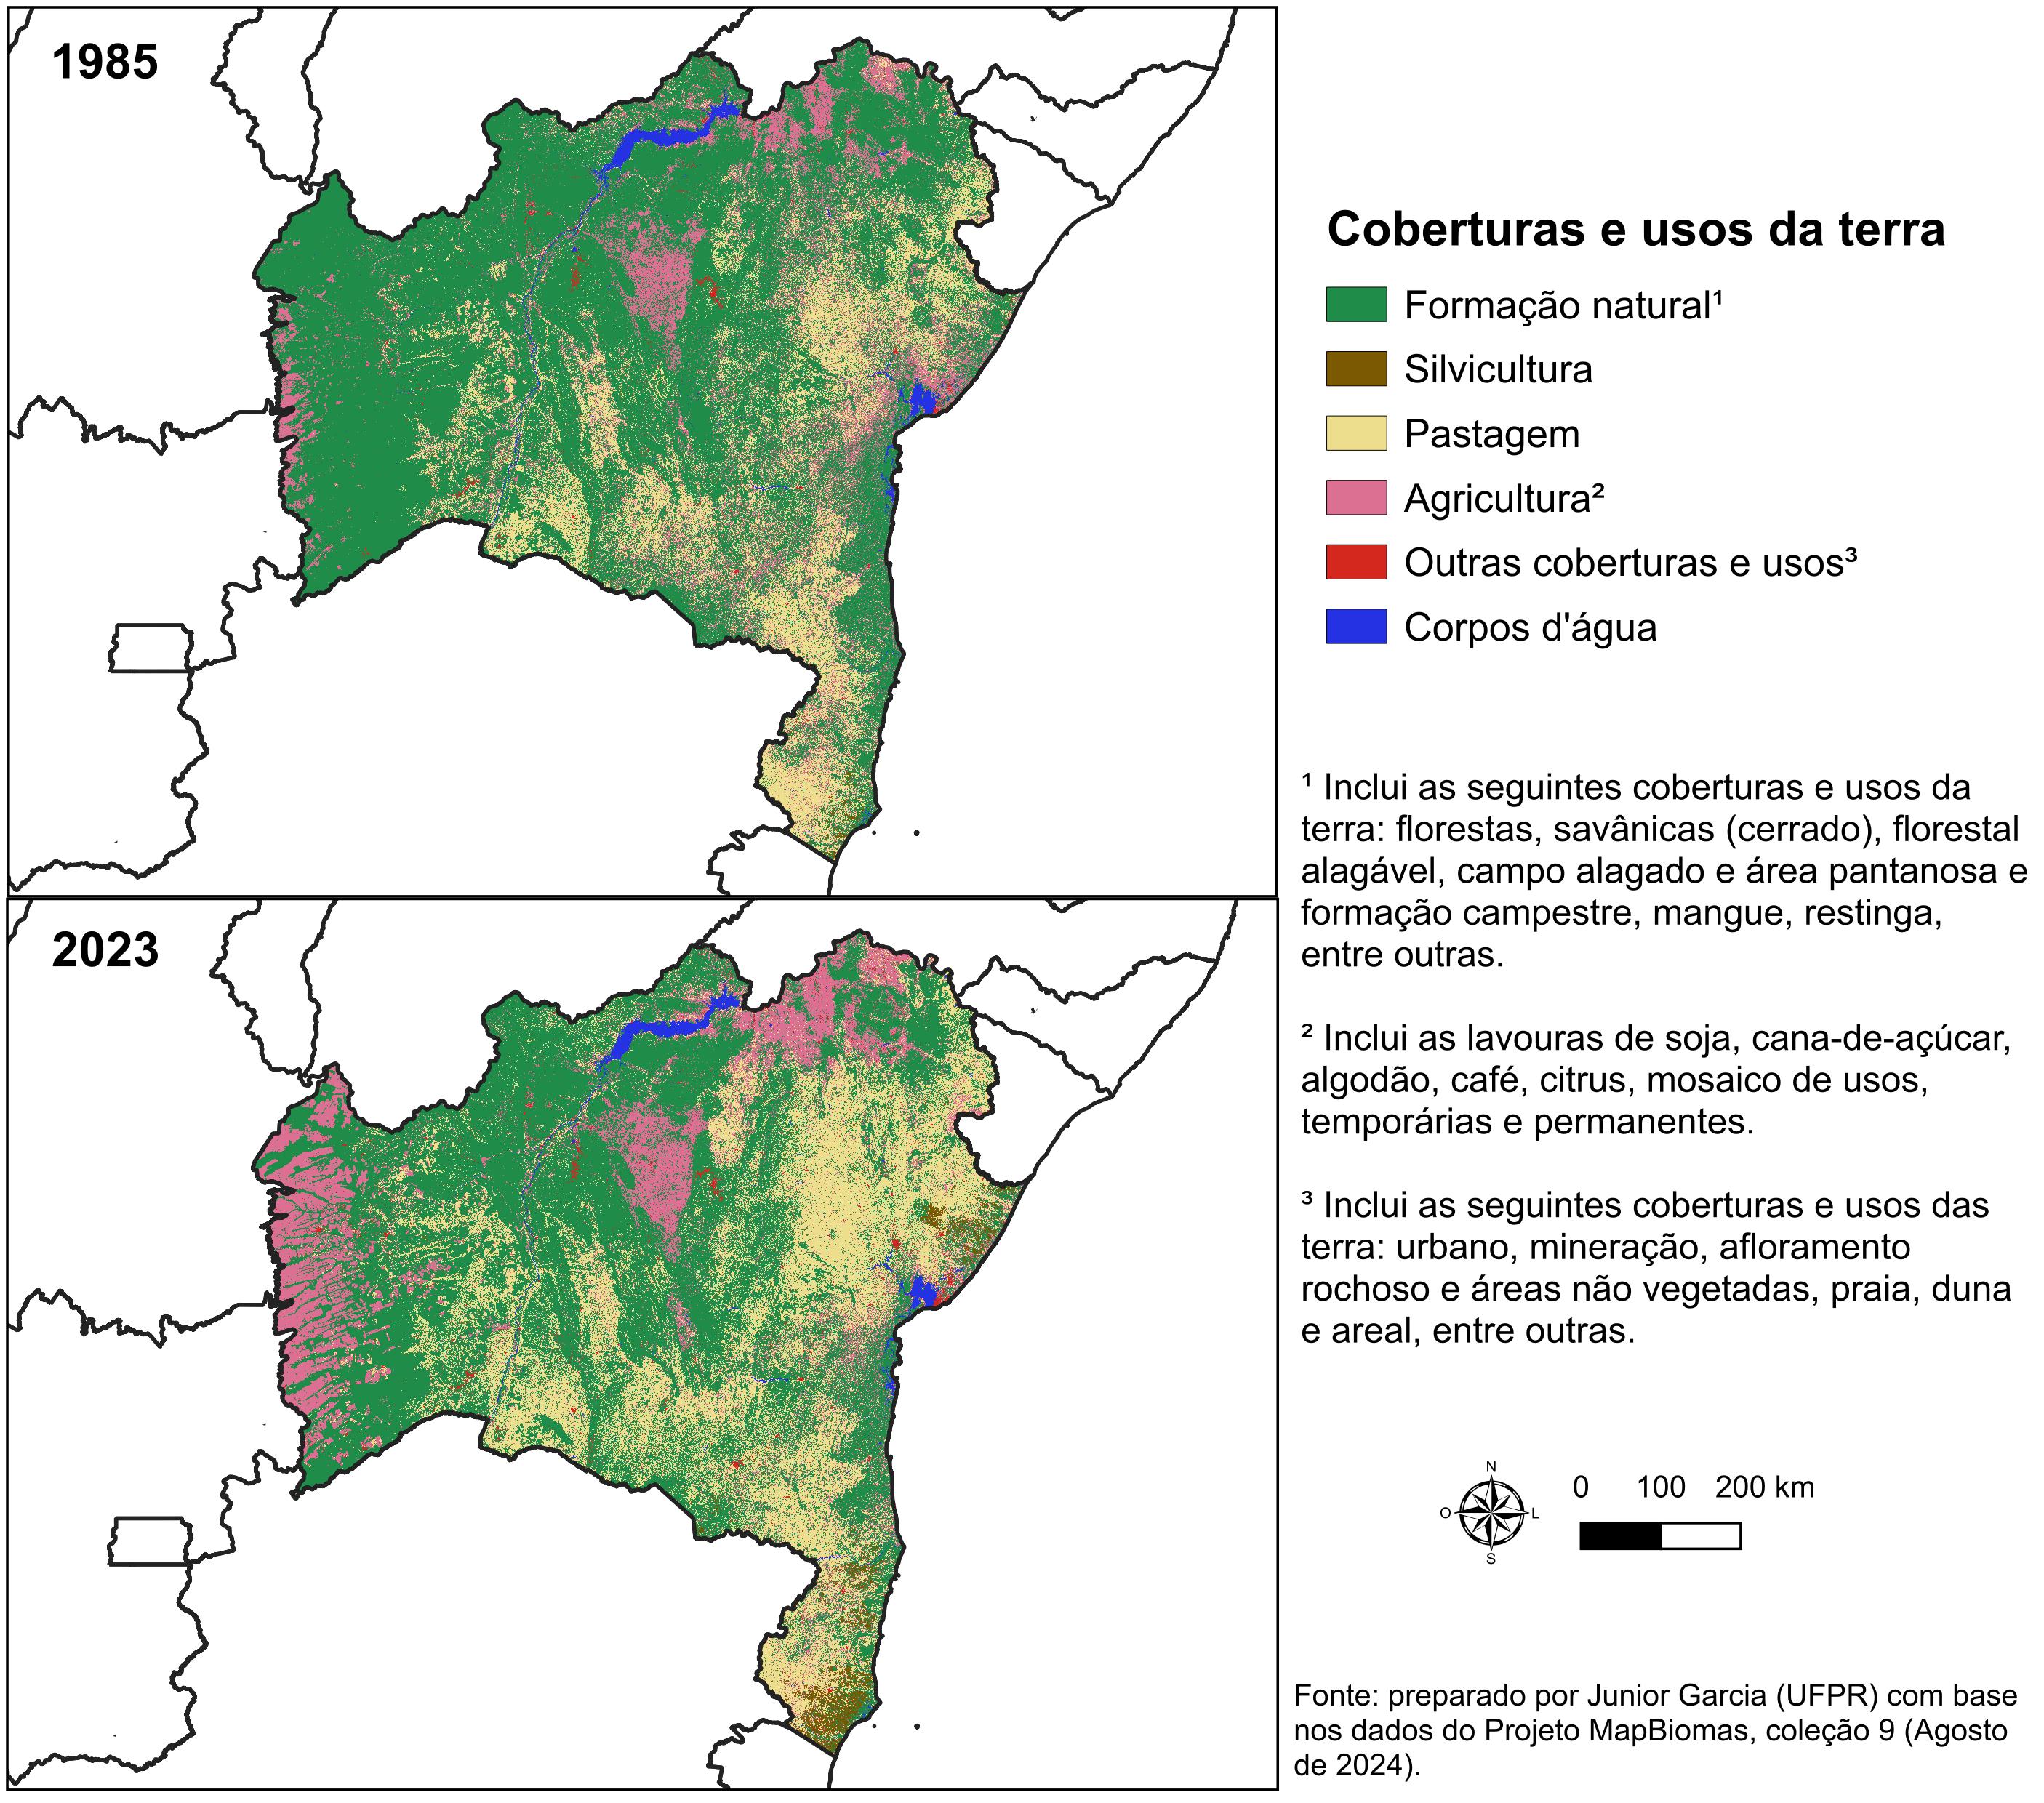 1985
2023
Coberturas e usos da terra
Formação natural¹
Silvicultura
Pastagem
Agricultura²
Outras coberturas e usos³
Corpos d'água
¹ Inclui as seguintes coberturas e usos da
terra: florestas, savânicas (cerrado), florestal
alagável, campo alagado e área pantanosa e
formação campestre, mangue, restinga,
entre outras.
² Inclui as lavouras de soja, cana-de-açúcar,
algodão, café, citrus, mosaico de usos,
temporárias e permanentes.
³ Inclui as seguintes coberturas e usos das
terra: urbano, mineração, afloramento
rochoso e áreas não vegetadas, praia, duna
e areal, entre outras.
N
O L
S
0 100 200 km
Fonte: preparado por Junior Garcia (UFPR) com base
nos dados do Projeto MapBiomas, coleção 9 (Agosto
de 2024).